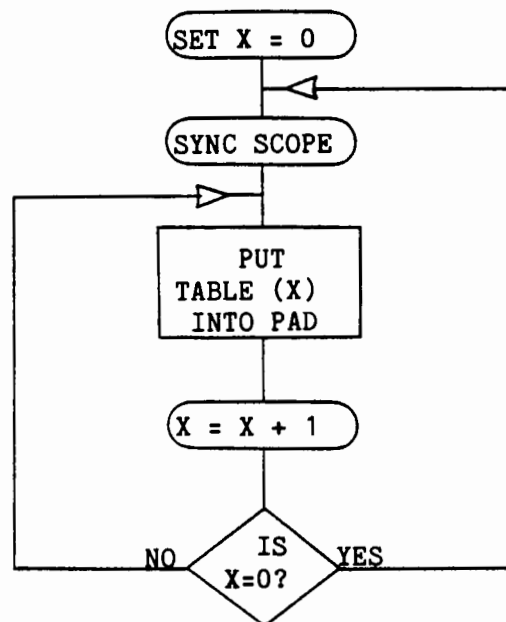 SET X = 0
SYNC SCOPE
PUT
TABLE (X)
INTO PAD
X = X + 1
IS
X=0?
NO
YES